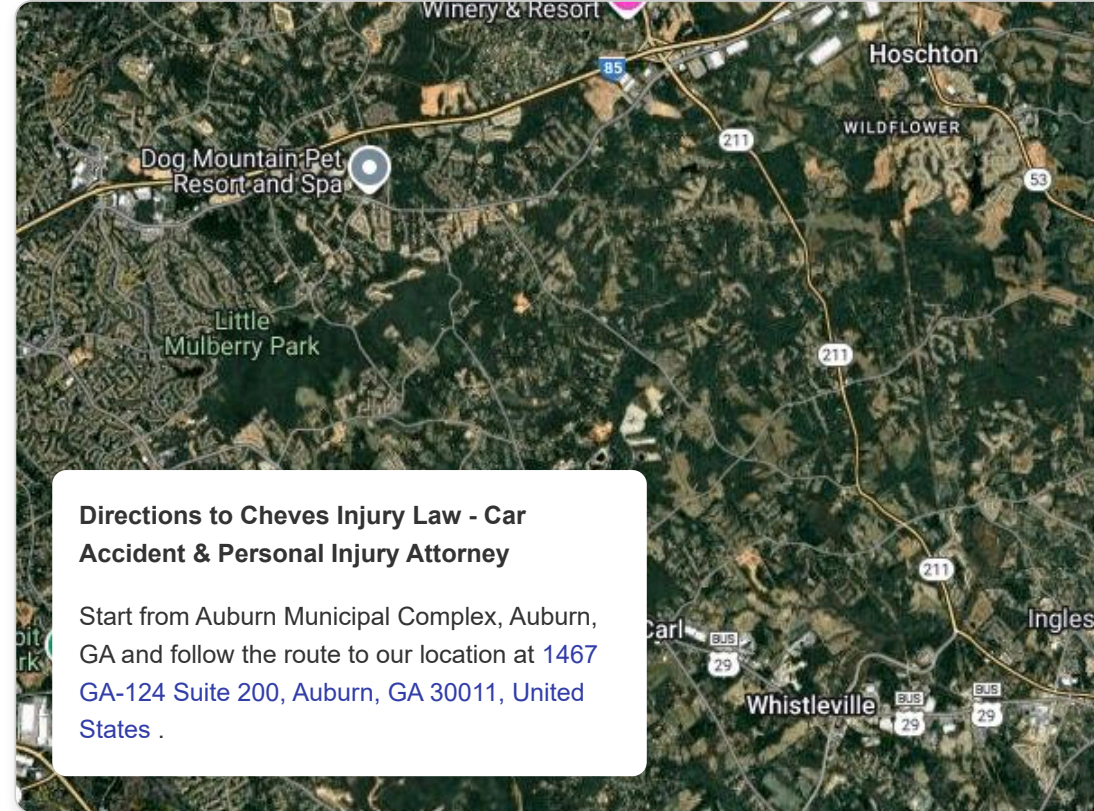 Winery & Resort
85
Hoschton
211
WILDFLOWER
Dog Mountain Pet
Resort and Spa
53
Little
Mulberry Park
211
Directions to Cheves Injury Law - Car
Accident & Personal Injury Attorney
Start from Auburn Municipal Complex, Auburn,
GA and follow the route to our location at 1467
GA-124 Suite 200, Auburn, GA 30011, United
States .
211
Ingles
Carl
BUS
29
Whistleville
BUS
29
BUS
29